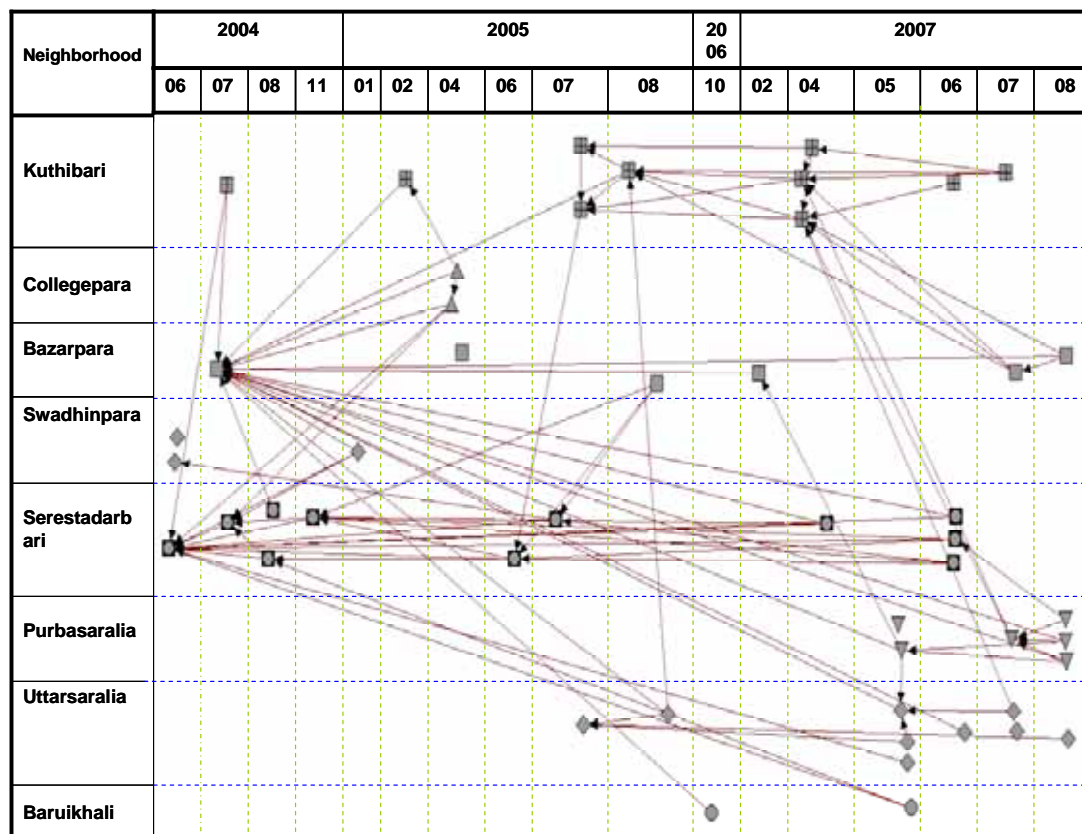 Neighborhood
2004 2005 20 2007
06
06 07 08 11 01 02 04 06 07 08 10 02 04 05 06 07 08
Kuthibari
Collegepara
Bazarpara
Swadhinpara
Serestadarb
ari
Purbasaralia
Uttarsaralia
Baruikhali